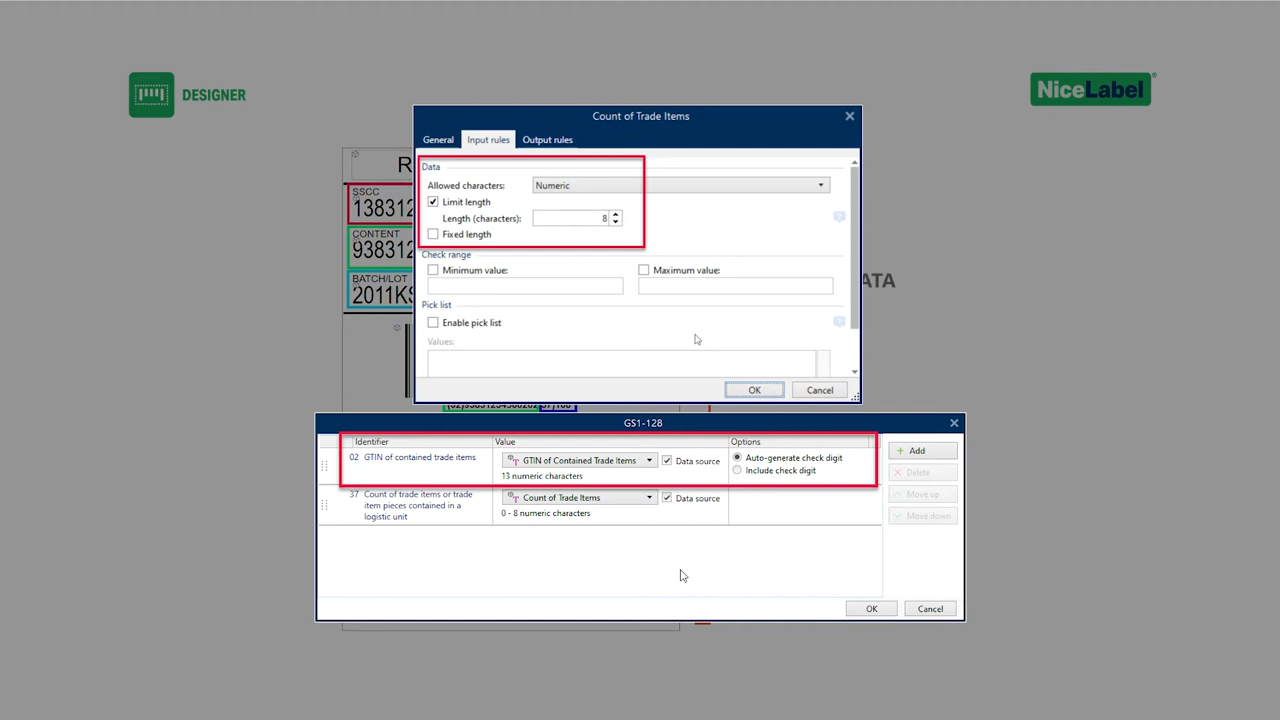 DESIGNER
NiceLabel®
Count of Trade Items
General Input rules Output rules
Data
Allowed characters: Numeric
Limit length
Length (characters): 8
Fixed length
Check range
Minimum value: Maximum value:
Pick list
Enable pick list
Values:
OK Cancel
R
SSCC
138312
CONTENT
938312
BATCH/LOT
2011KS
ATA
GS1-128
Identifier Value Options
02 GTIN of contained trade items GTIN of Contained Trade Items Data source Auto-generate check digit
13 numeric characters Include check digit
37 Count of trade items or trade item pieces contained in a logistic unit Count of Trade Items Data source
0 - 8 numeric characters
Add
Delete
Move up
Move down
OK Cancel